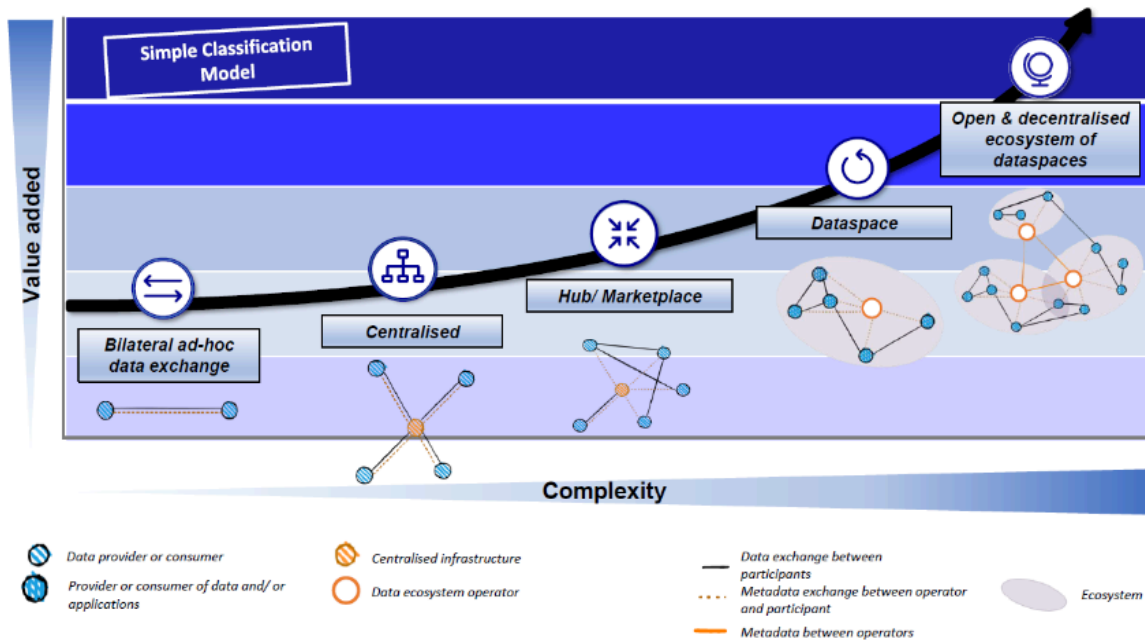 Simple Classification
Model
Value added
Open & decentralised
ecosystem of
dataspaces
Dataspace
Hub/ Marketplace
Centralised
Bilateral ad-hoc
data exchange
Complexity
Data provider or consumer
Provider or consumer of data and/ or
applications
Centralised infrastructure
Data ecosystem operator
Data exchange between
participants
Metadata exchange between operator
and participant
Metadata between operators
Ecosystem